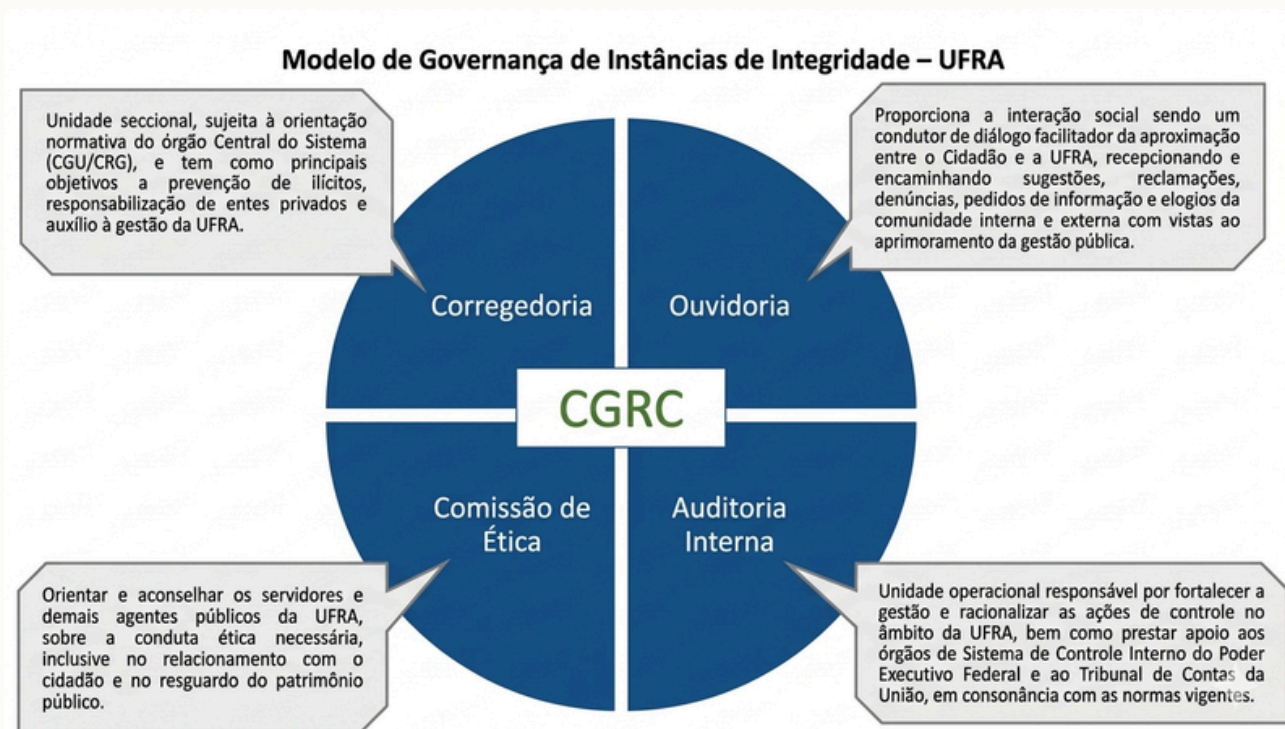 Modelo de Governança de Instâncias de Integridade – UFRA
Unidade seccional, sujeita à orientação
normativa do órgão Central do Sistema
(CGU/CRG), e tem como principais
objetivos a prevenção de ilícitos,
responsabilização de entes privados e
auxílio à gestão da UFRA.
Proporciona a interação social sendo um
condutor de diálogo facilitador da aproximação
entre o Cidadão e a UFRA, recepcionando e
encaminhando sugestões, reclamações,
denúncias, pedidos de informação e elogios da
comunidade interna e externa com vistas ao
aprimoramento da gestão pública.
Corregedoria
Ouvidoria
CGRC
Comissão de
Ética
Auditoria
Interna
Orientar e aconselhar os servidores e
demais agentes públicos da UFRA,
sobre a conduta ética necessária,
inclusive no relacionamento com o
cidadão e no resguardo do patrimônio
público.
Unidade operacional responsável por fortalecer a
gestão e racionalizar as ações de controle no
âmbito da UFRA, bem como prestar apoio aos
órgãos de Sistema de Controle Interno do Poder
Executivo Federal e ao Tribunal de Contas da
União, em consonância com as normas vigentes.